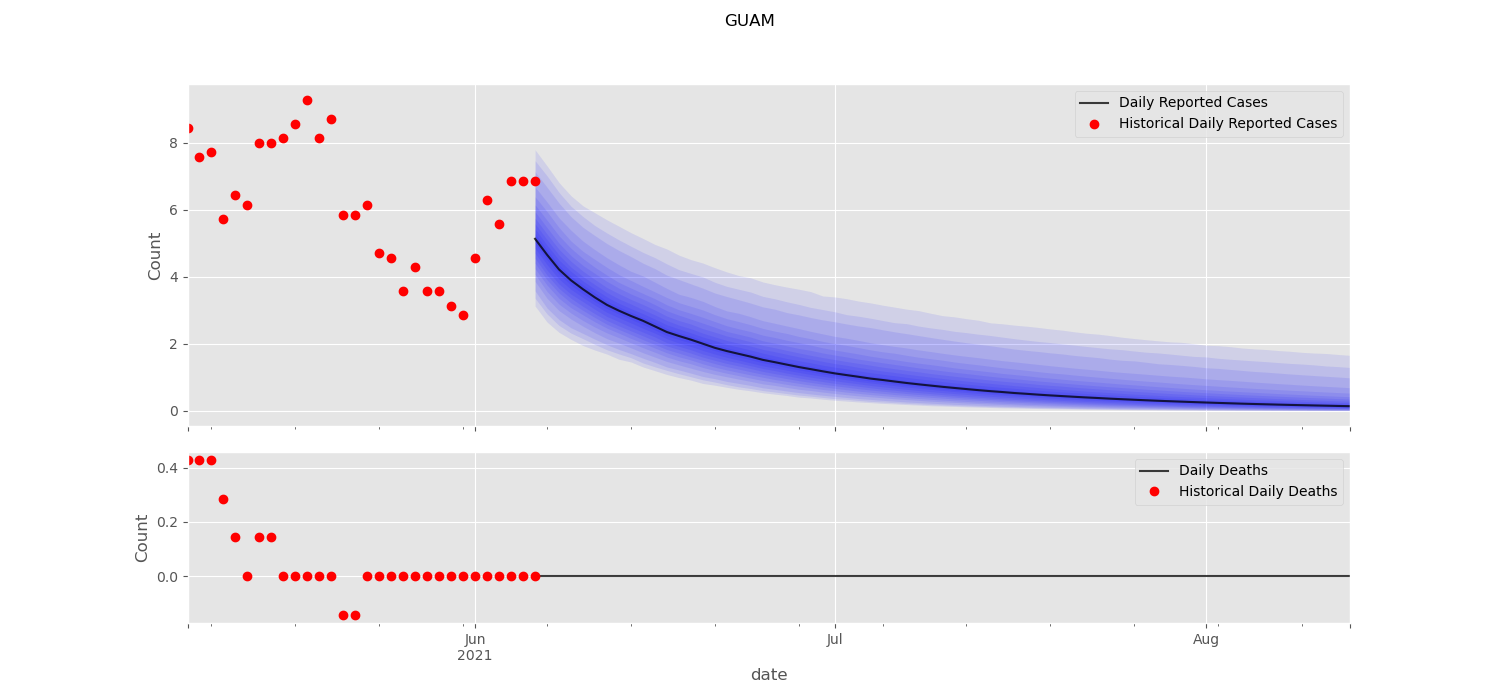 GUAM
Daily Reported Cases
Historical Daily Reported Cases
8
6
4
2
0
Count
Daily Deaths
Historical Daily Deaths
0.4
0.2
0.0
Count
Jun
2021
Jul
Aug
date